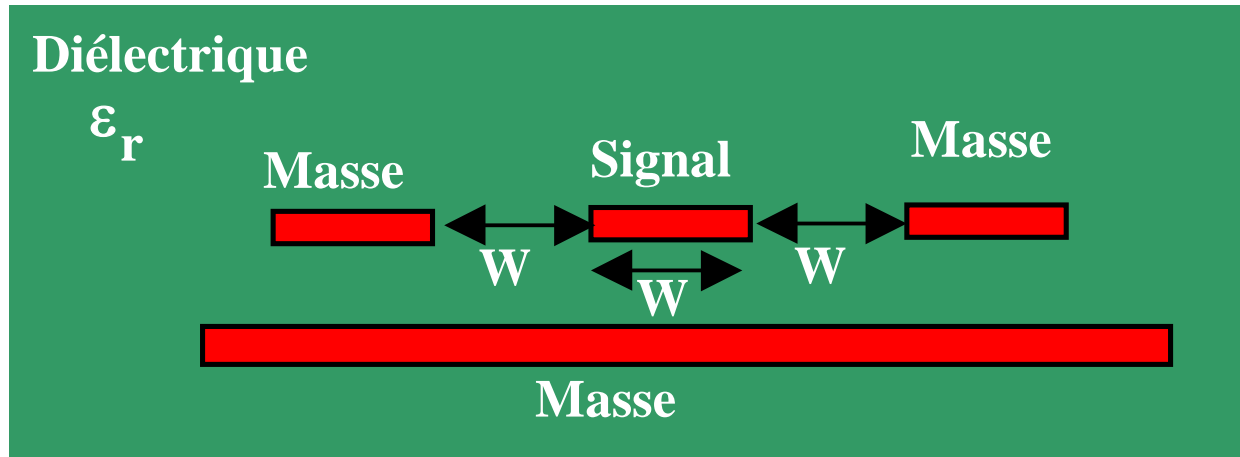 Diélectrique
εr
Masse
Signal
Masse
W
W
W
Masse